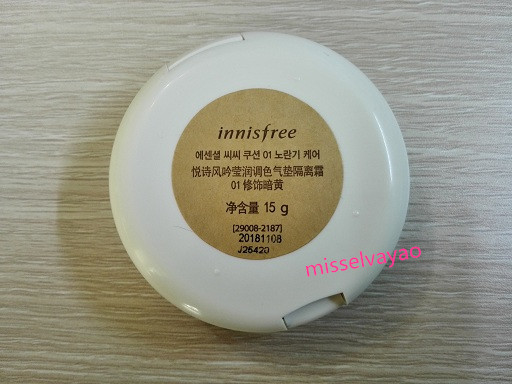 innisfree
에센셜 씨씨 쿠션 01 노란기 케어
悦诗风吟莹润调色气垫隔离霜
01 修饰暗黄
净含量 15 g
[29008-2187]
20181108
J25420
misselvayao